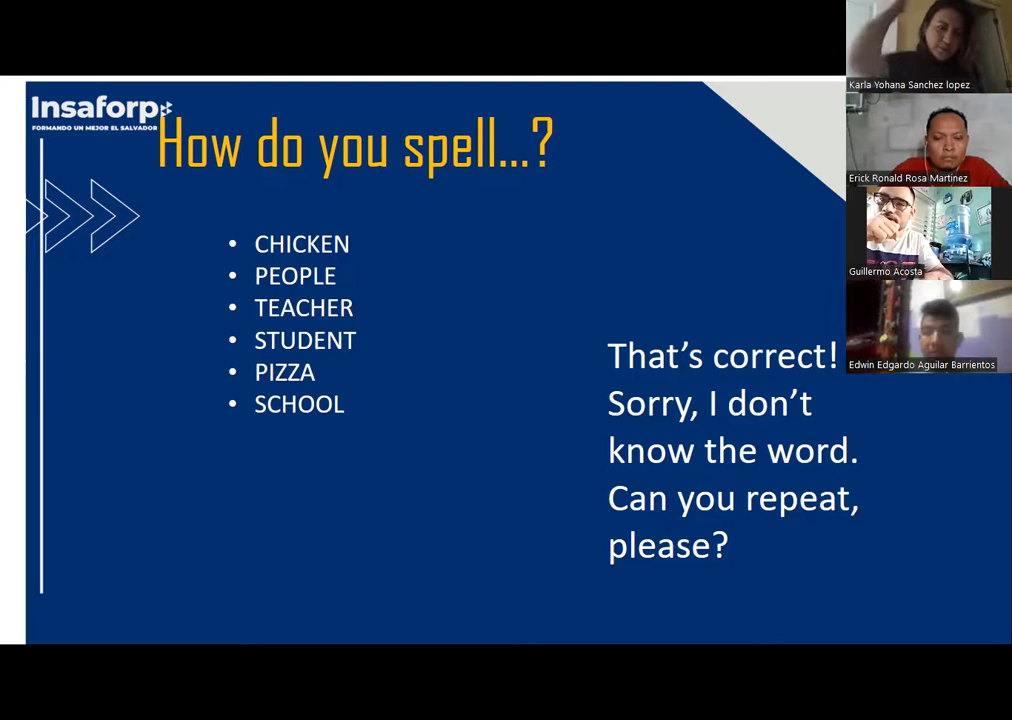 Insaforp
FORMANDO UN MEJOR EL SALVADOR
How do you spell...?
• CHICKEN
• PEOPLE
• TEACHER
• STUDENT
• PIZZA
• SCHOOL
That's correct!
Sorry, I don't
know the word.
Can you repeat,
please?
Karla Yohana Sanchez lopez
Erick Ronald Rosa Martinez
Guillermo Acosta
Edwin Edgardo Aguilar Barrientos